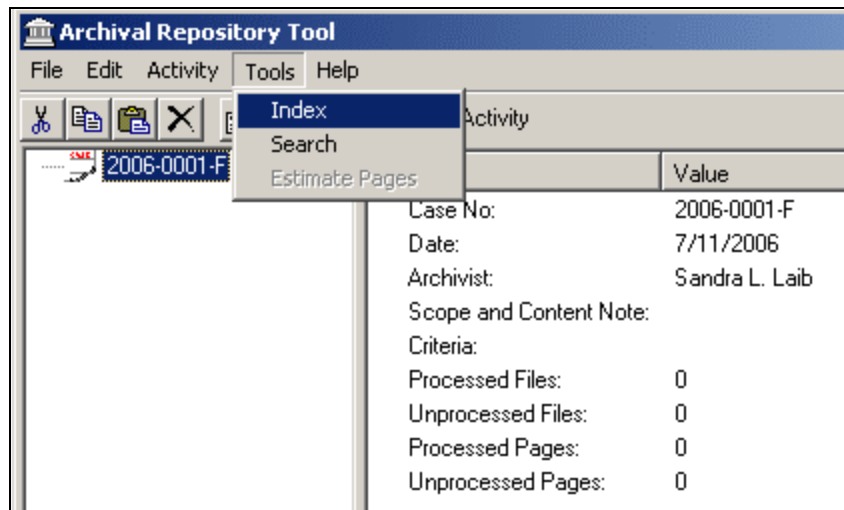 Archival Repository Tool
File Edit Activity Tools Help
Index
Search
Estimate Pages
Activity
2006-0001-F
Value
Case No: 2006-0001-F
Date: 7/11/2006
Archivist: Sandra L. Laib
Scope and Content Note:
Criteria:
Processed Files: 0
Unprocessed Files: 0
Processed Pages: 0
Unprocessed Pages: 0